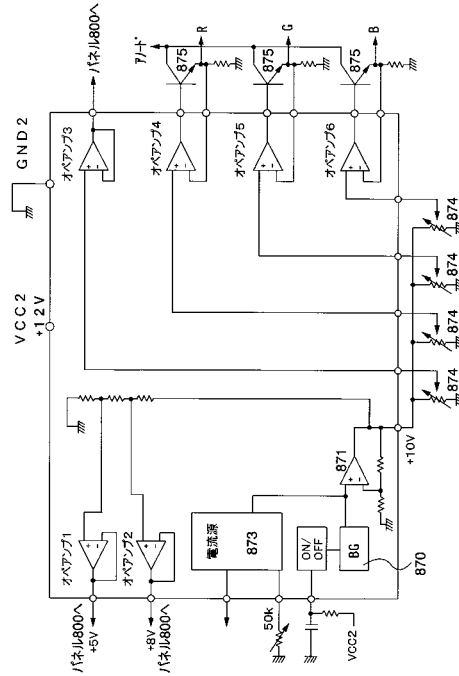 パネル800へ
+5V
+8V
パネル800へ
オペアンプ1
オペアンプ2
VCC2
+12V
GND2
パネル800へ
オペアンプ3
アノード
オペアンプ4
875
R
オペアンプ5
875
G
オペアンプ6
875
B
電流源
873
50k
ON/
OFF
BG
870
871
VCC2
+10V
874
874
874
874